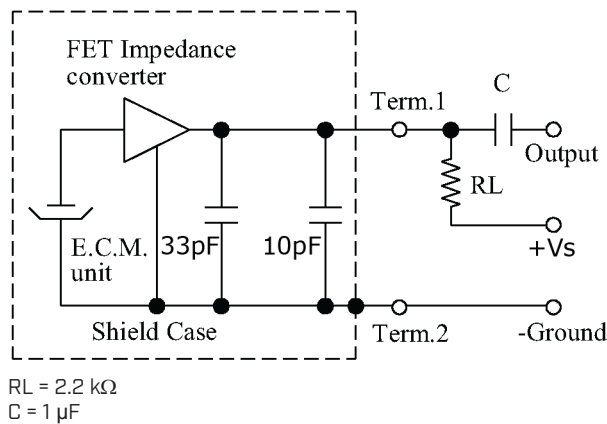 FET Impedance
converter
Term.1
C
Output
RL
+Vs
E.C.M.
unit
33pF
10pF
Shield Case
Term.2
-Ground
RL = 2.2 kΩ
C = 1 µF